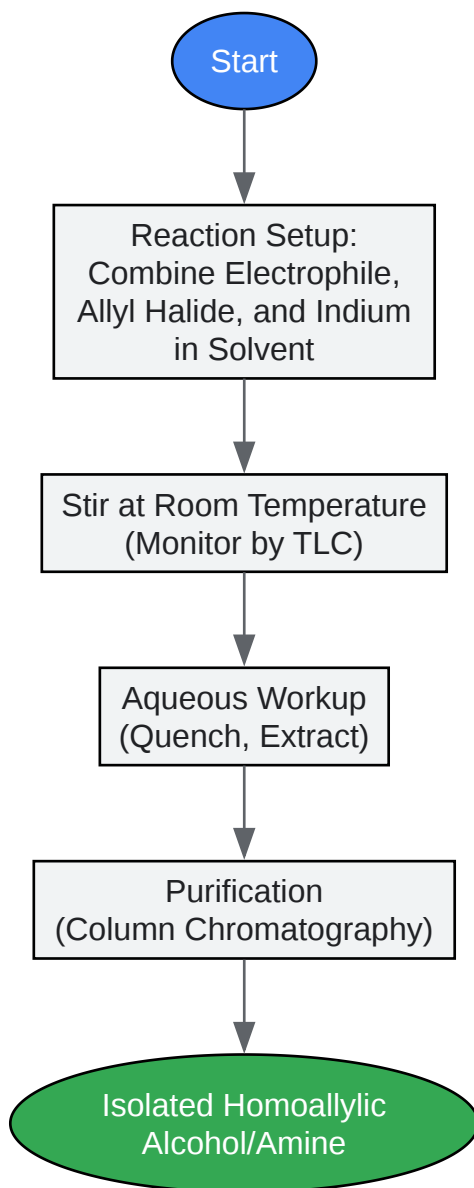 Start
Reaction Setup:
Combine Electrophile,
Allyl Halide, and Indium
in Solvent
Stir at Room Temperature
(Monitor by TLC)
Aqueous Workup
(Quench, Extract)
Purification
(Column Chromatography)
Isolated Homoallylic
Alcohol/Amine